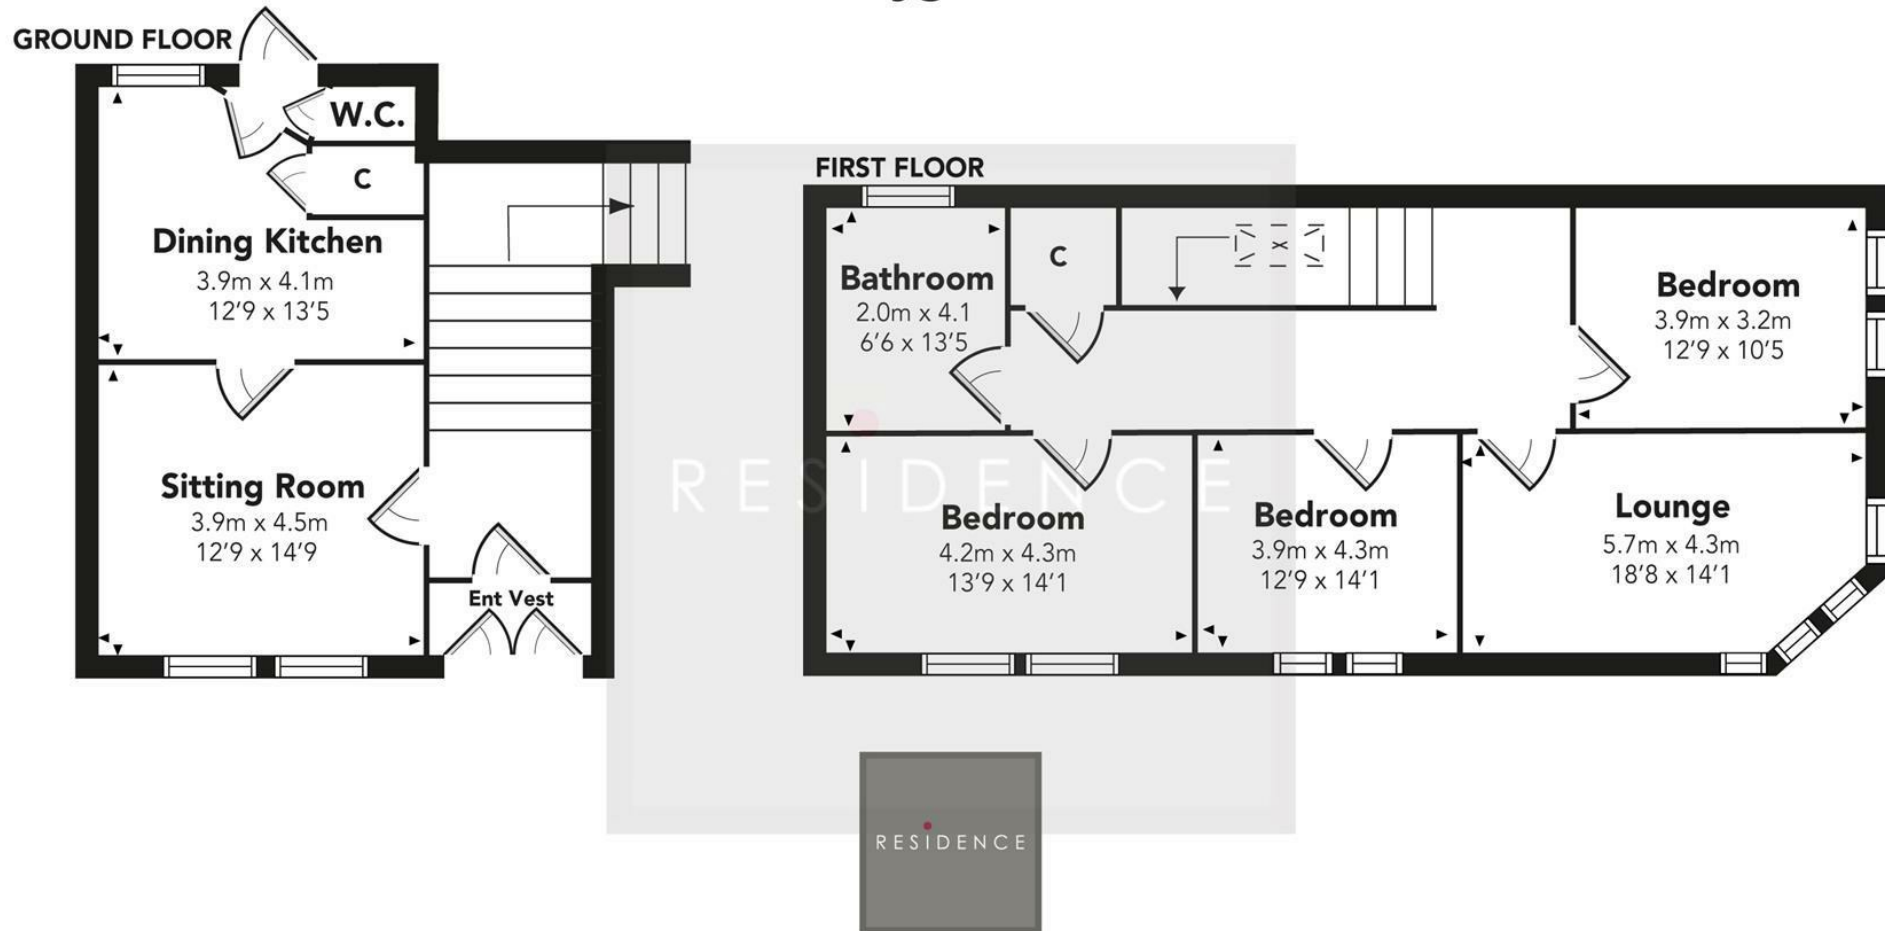 GROUND FLOOR
W.C.
C
Dining Kitchen
3.9m x 4.1m
12'9 x 13'5
Sitting Room
3.9m x 4.5m
12'9 x 14'9
Ent Vest
FIRST FLOOR
Bathroom
2.0m x 4.1
6'6 x 13'5
C
Bedroom
3.9m x 3.2m
12'9 x 10'5
Bedroom
4.2m x 4.3m
13'9 x 14'1
Bedroom
3.9m x 4.3m
12'9 x 14'1
Lounge
5.7m x 4.3m
18'8 x 14'1
RESIDENCE
RESIDENCE